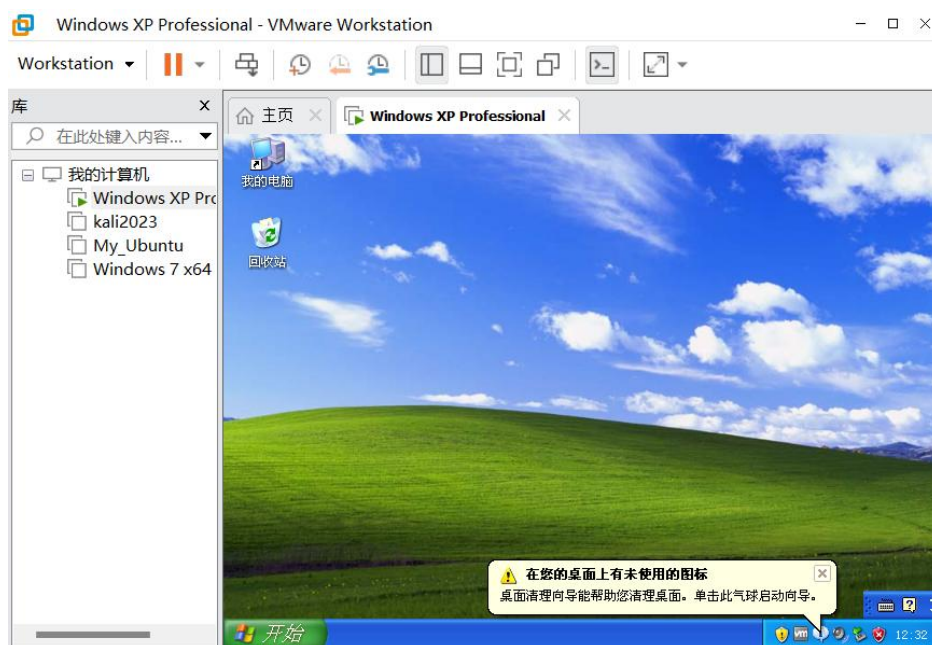 Windows XP Professional - VMware Workstation
Workstation
库
主页
Windows XP Professional
在此处键入内容...
我的计算机
Windows XP Pro
kali2023
My_Ubuntu
Windows 7 x64
我的电脑
回收站
在您的桌面上有未使用的图标
桌面清理向导能帮助您清理桌面。单击此气球启动向导。
开始
vm
12:32